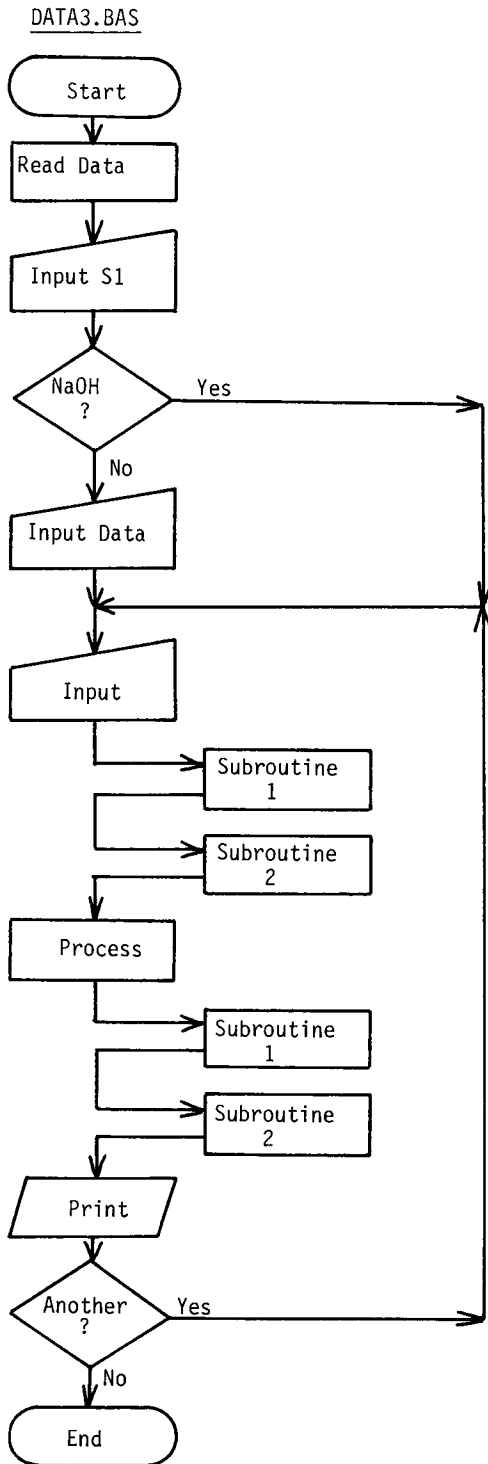 DATA3.BAS
Start
Read Data
Input S1
NaOH
?
Yes
No
Input Data
Input
Subroutine
1
Subroutine
2
Process
Subroutine
1
Subroutine
2
Print
Another
?
Yes
No
End